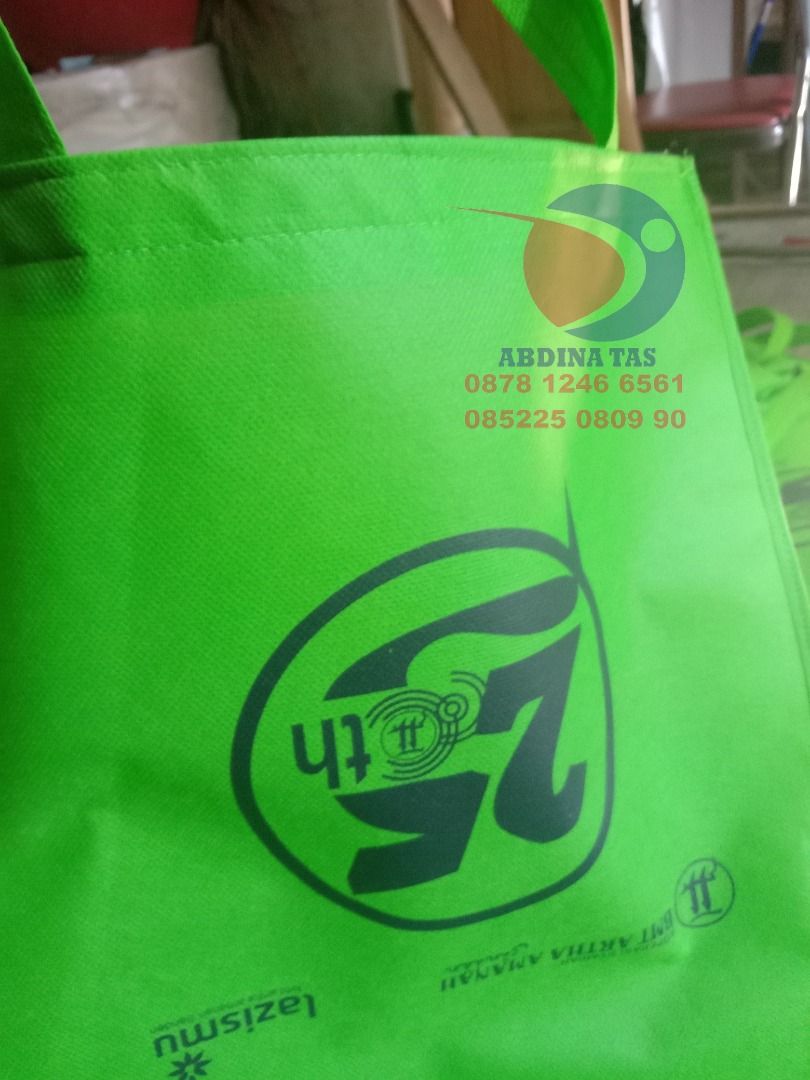 ABDINA TAS
0878 1246 6561
085225 0809 90
25
th
BMT ARTHA AMANAH
lazismu